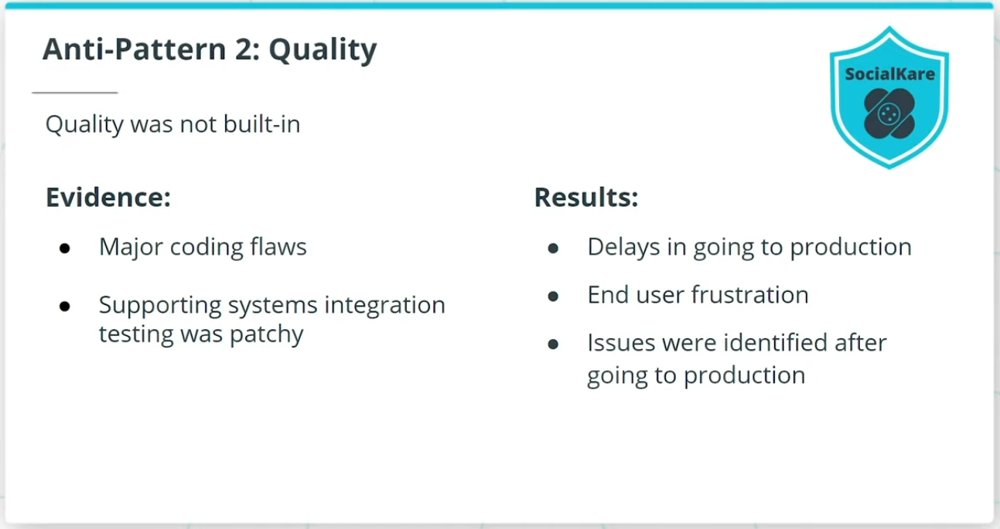 Anti-Pattern 2: Quality
SocialKare
Quality was not built-in
Evidence:
● Major coding flaws
● Supporting systems integration
testing was patchy
Results:
● Delays in going to production
● End user frustration
● Issues were identified after
going to production